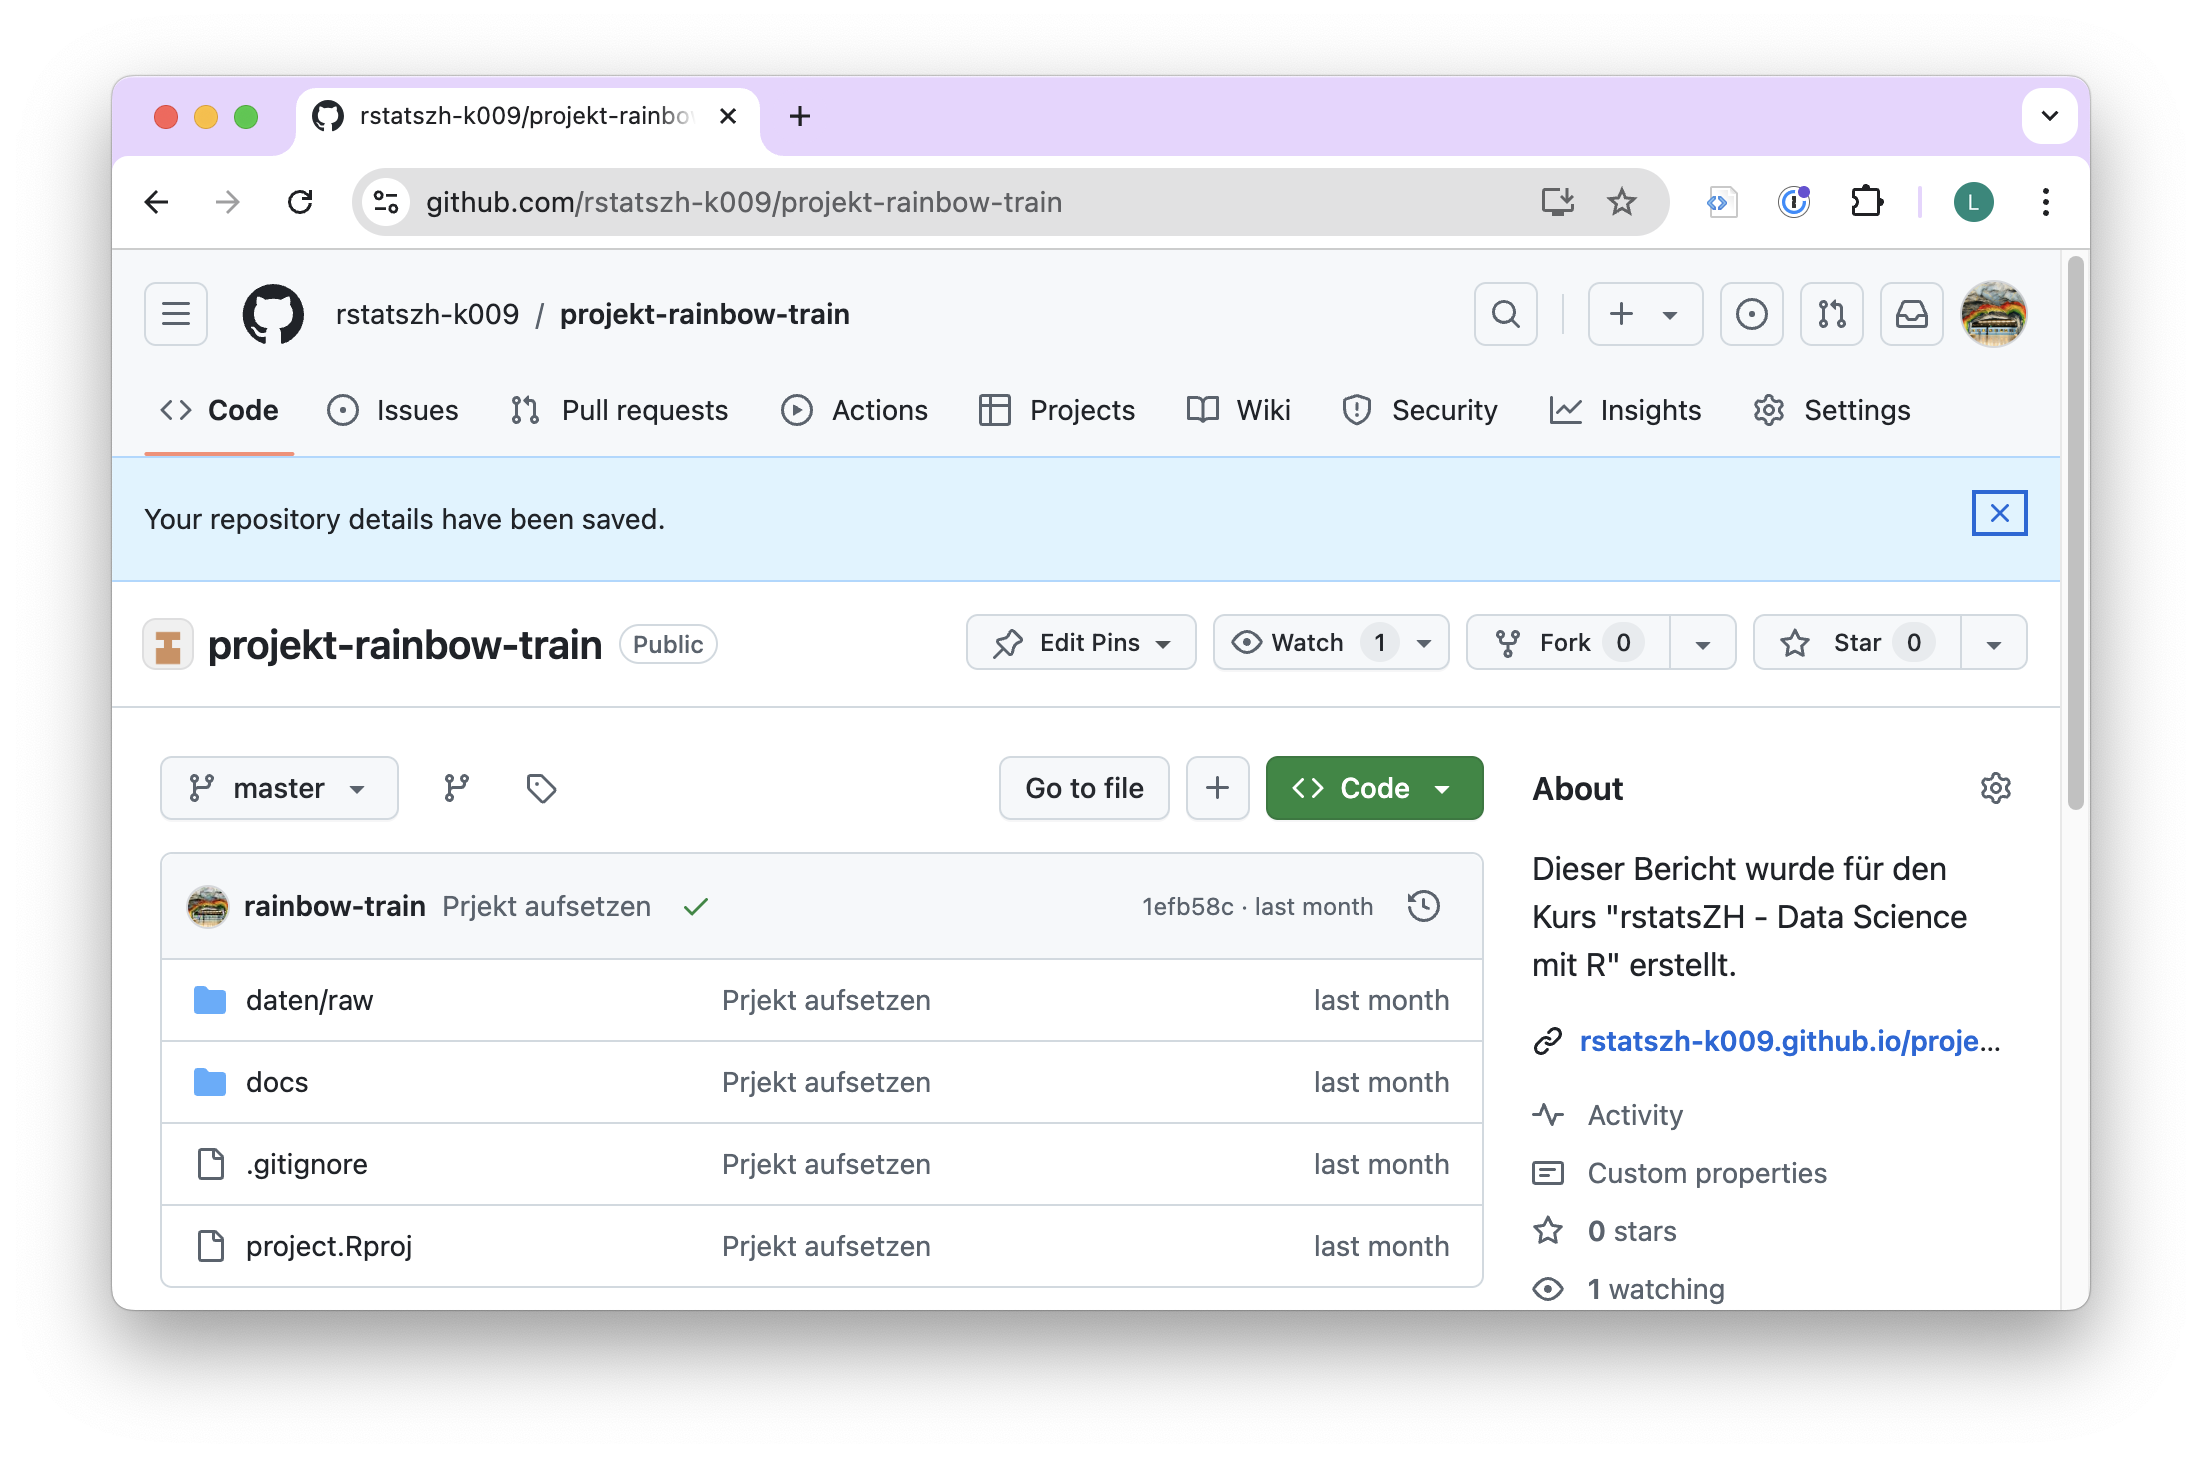 rstatszh-k009/projekt-rainbo
github.com/rstatszh-k009/projekt-rainbow-train
L
rstatszh-k009 / projekt-rainbow-train
Code Issues Pull requests Actions Projects Wiki Security Insights Settings
Your repository details have been saved.
projekt-rainbow-train Public Edit Pins Watch 1 Fork 0 Star 0
master Go to file Code
rainbow-train Prjekt aufsetzen 1efb58c · last month
daten/raw Prjekt aufsetzen last month
docs Prjekt aufsetzen last month
.gitignore Prjekt aufsetzen last month
project.Rproj Prjekt aufsetzen last month
About
Dieser Bericht wurde für den
Kurs "rstatsZH - Data Science
mit R" erstellt.
rstatszh-k009.github.io/proje...
Activity
Custom properties
0 stars
1 watching